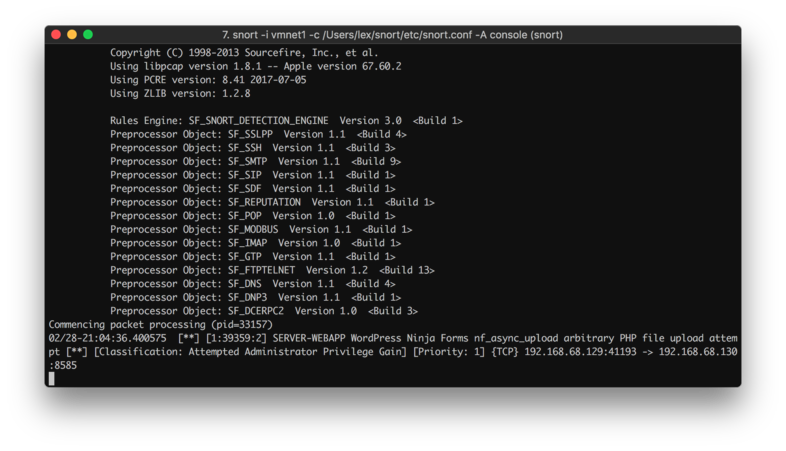 7. snort -i vmnet1 -c /Users/lex/snort/etc/snort.conf -A console (snort)
Copyright (C) 1998-2013 Sourcefire, Inc., et al.
Using libpcap version 1.8.1 -- Apple version 67.60.2
Using PCRE version: 8.41 2017-07-05
Using ZLIB version: 1.2.8
Rules Engine: SF_SNORT_DETECTION_ENGINE  Version 3.0  <Build 1>
Preprocessor Object: SF_SSLPP  Version 1.1  <Build 4>
Preprocessor Object: SF_SSH  Version 1.1  <Build 3>
Preprocessor Object: SF_SMTP  Version 1.1  <Build 9>
Preprocessor Object: SF_SIP  Version 1.1  <Build 1>
Preprocessor Object: SF_SDF  Version 1.1  <Build 1>
Preprocessor Object: SF_REPUTATION  Version 1.1  <Build 1>
Preprocessor Object: SF_POP  Version 1.0  <Build 1>
Preprocessor Object: SF_MODBUS  Version 1.1  <Build 1>
Preprocessor Object: SF_IMAP  Version 1.0  <Build 1>
Preprocessor Object: SF_GTP  Version 1.1  <Build 1>
Preprocessor Object: SF_FTPTELNET  Version 1.2  <Build 13>
Preprocessor Object: SF_DNS  Version 1.1  <Build 4>
Preprocessor Object: SF_DNP3  Version 1.1  <Build 1>
Preprocessor Object: SF_DCERPC2  Version 1.0  <Build 3>
Commencing packet processing (pid=33157)
02/28-21:04:36.400575  [**] [1:39359:2] SERVER-WEBAPP WordPress Ninja Forms nf_async_upload arbitrary PHP file upload attem
pt [**] [Classification: Attempted Administrator Privilege Gain] [Priority: 1] {TCP} 192.168.68.129:41193 -> 192.168.68.130
:8585